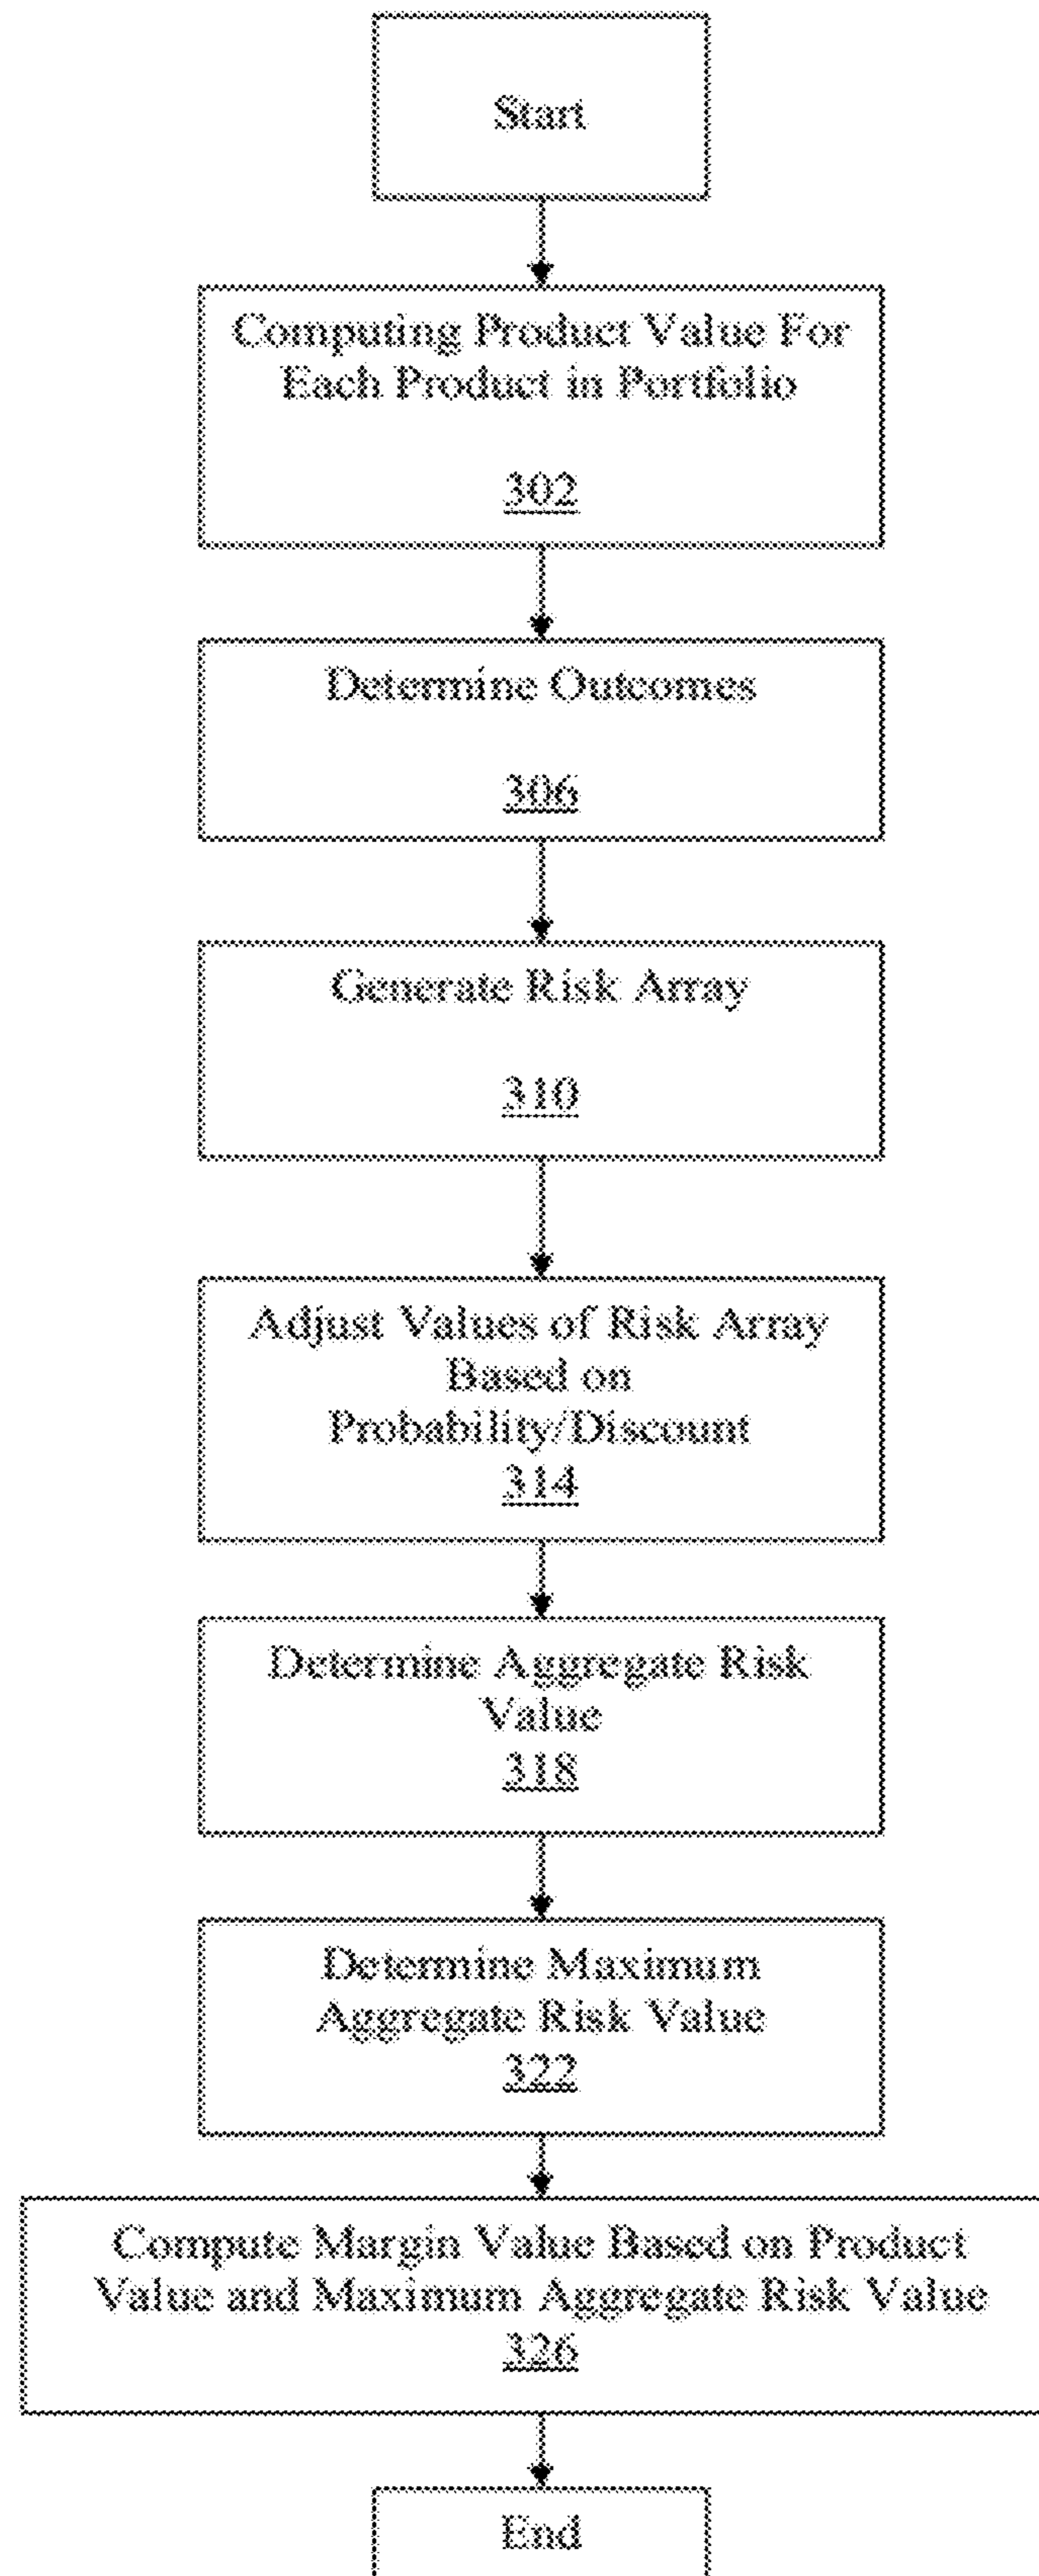 Start
Computing Product Value For
Each Product in Portfolio
302
Determine Outcomes
306
Generate Risk Array
310
Adjust Values of Risk Array
Based on
Probability/Discount
314
Determine Aggregate Risk
Value
318
Determine Maximum
Aggregate Risk Value
322
Compute Margin Value Based on Product
Value and Maximum Aggregate Risk Value
326
End